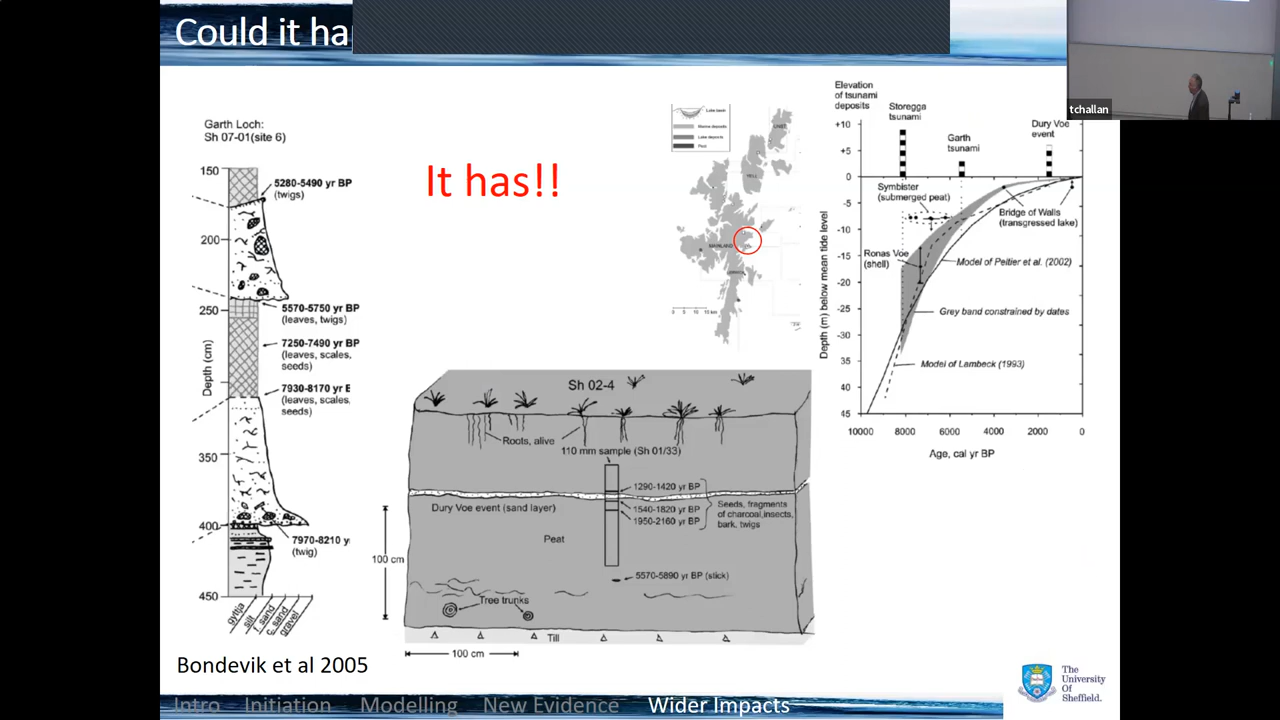 Could it ha
tchallan
Garth Loch:
Sh 07-01(site 6)
150
200
250
350
400
450
Depth (cm)
5280-5490 yr BP
(twigs)
5570-5750 yr BP
(leaves, twigs)
7250-7490 yr BP
(leaves, scales,
seeds)
7930-8170 yr B
(leaves, scales,
seeds)
7970-8210 y
(twig)
gyttja
silt
f. sand
c. sand
gravel
It has!!
Lake basin
Marine deposits
Lake deposits
Peat
UNST
YELL
MAINLAND
Elevation
of tsunami
deposits
Storegga
tsunami
Garth
tsunami
Dury Voe
event
+10
+5
0
-5
-10
-15
-20
-25
-30
35
40
45
Depth (m) below mean tide level
Symbister
(submerged peat)
Bridge of Walls
(transgressed lake)
Ronas Voe
(shell)
Model of Peltier et al. (2002)
Grey band constrained by dates
Model of Lambeck (1993)
10000 8000 6000 4000 2000 0
Age, cal yr BP
Sh 02-4
Roots, alive
110 mm sample (Sh 01/33)
1290-1420 yr BP
1540-1820 yr BP
1950-2160 yr BP
Seeds, fragments
of charcoal,insects,
bark, twigs
Dury Voe event (sand layer)
Peat
100 cm
5570-5890 yr BP (stick)
Tree trunks
Till
100 cm
Bondevik et al 2005
Intro Initiation Modelling New Evidence Wider Impacts
The
University
Of
Sheffield.